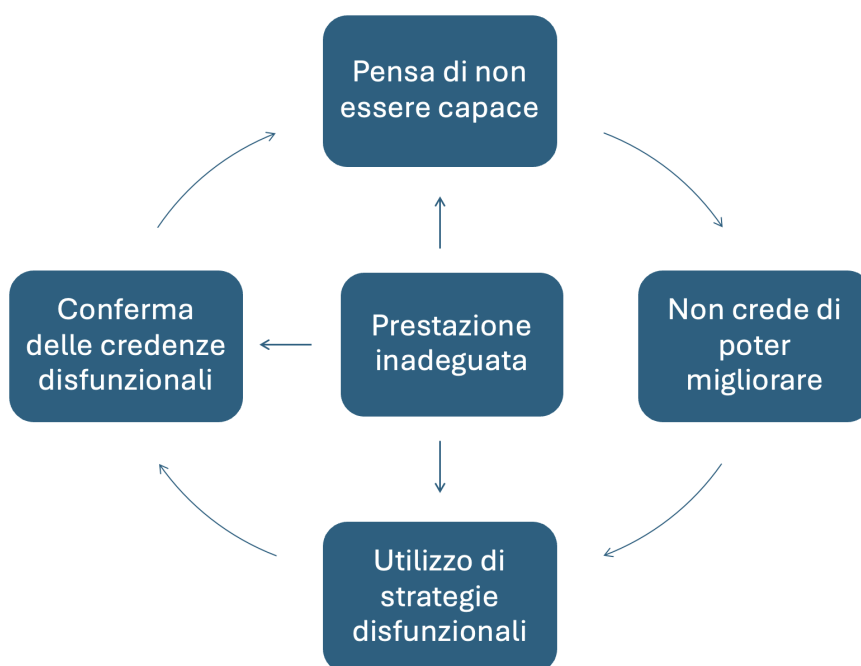 Pensa di non
essere capace
Conferma
delle credenze
disfunzionali
Prestazione
inadeguata
Non crede di
poter
migliorare
Utilizzo di
strategie
disfunzionali